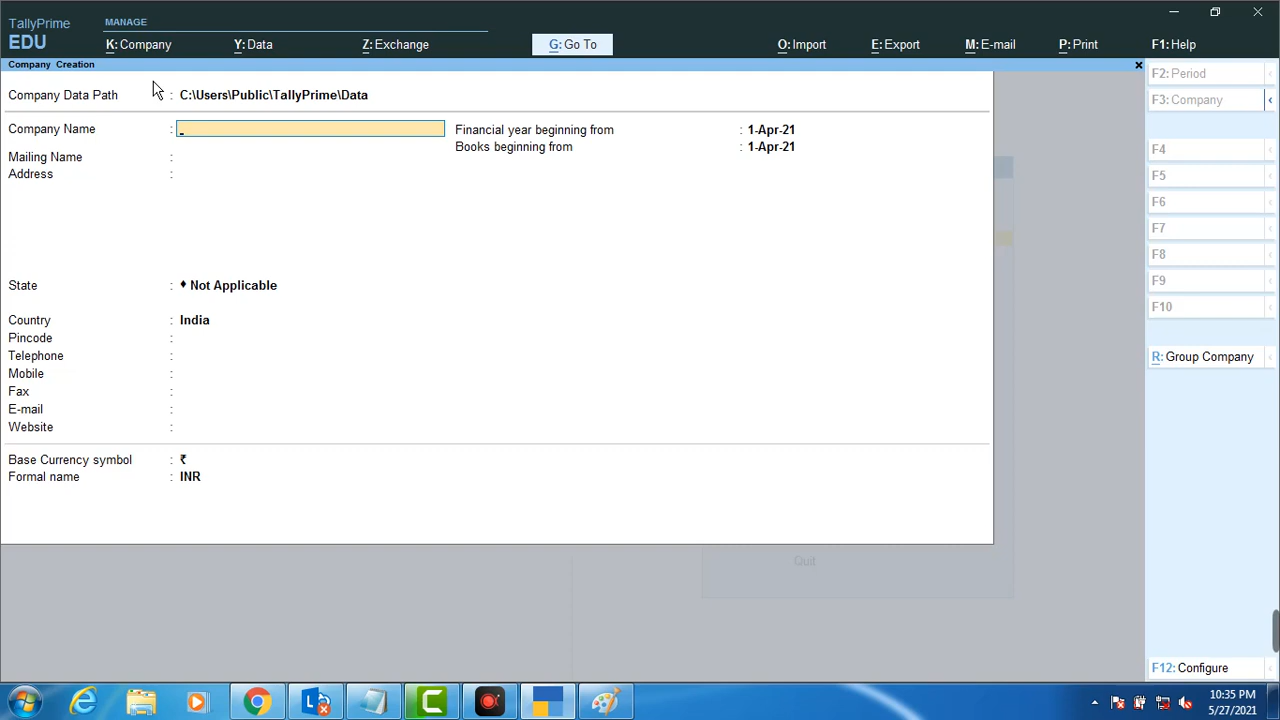 TallyPrime
EDU
MANAGE
K: Company
Y: Data
Z: Exchange
G: Go To
O: Import
E: Export
M: E-mail
P: Print
F1: Help
Company Creation
Company Data Path : C:\Users\Public\TallyPrime\Data
Company Name :
Financial year beginning from : 1-Apr-21
Books beginning from : 1-Apr-21
Mailing Name :
Address :
State : ♦ Not Applicable
Country : India
Pincode :
Telephone :
Mobile :
Fax :
E-mail :
Website :
Base Currency symbol : ₹
Formal name : INR
Quit
F2: Period
F3: Company
F4
F5
F6
F7
F8
F9
F10
R: Group Company
F12: Configure
10:35 PM
5/27/2021